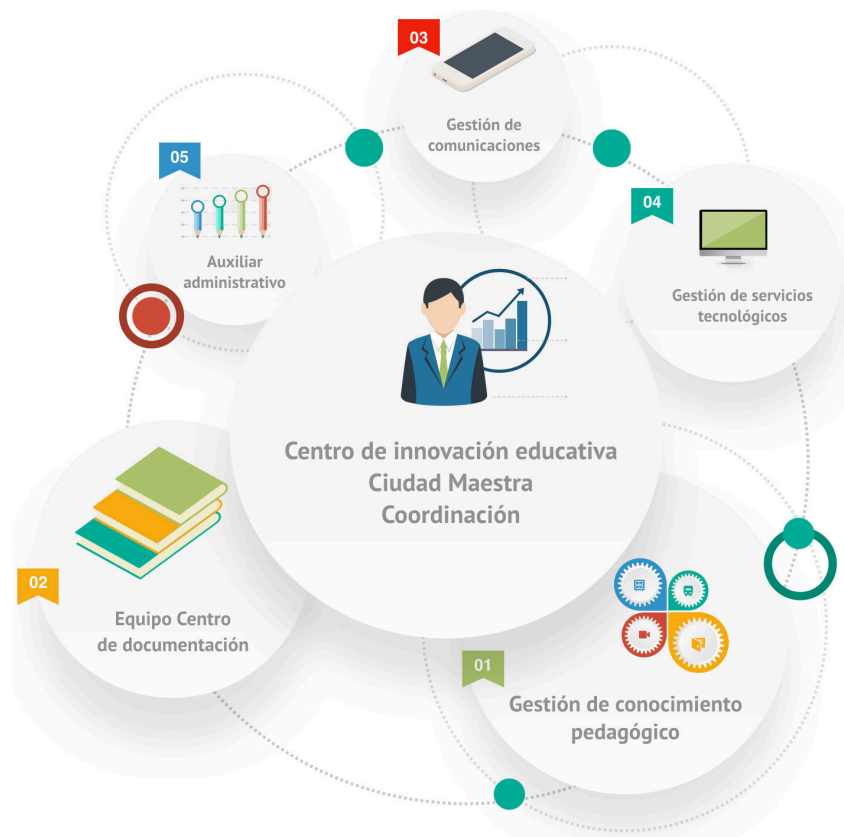 03
Gestión de
comunicaciones
05
Auxiliar
administrativo
04
Gestión de servicios
tecnológicos
Centro de innovación educativa
Ciudad Maestra
Coordinación
02
Equipo Centro
de documentación
01
Gestión de conocimiento
pedagógico